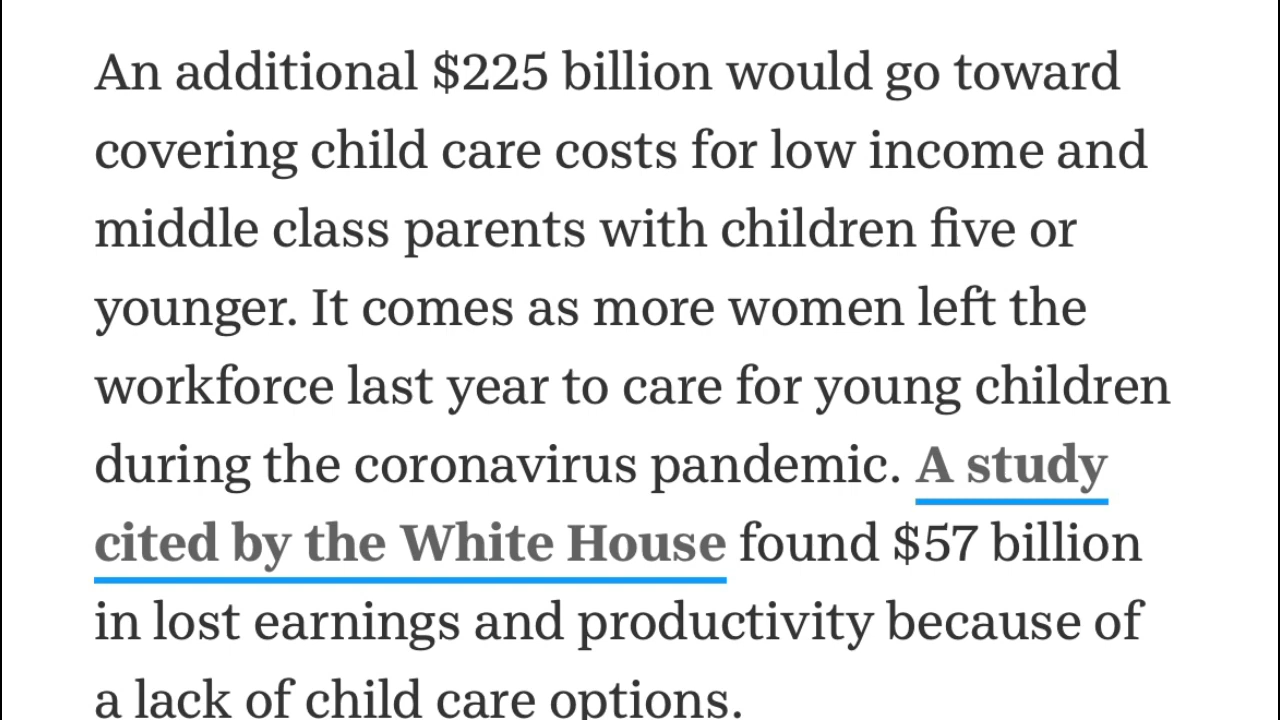 An additional $225 billion would go toward
covering child care costs for low income and
middle class parents with children five or
younger. It comes as more women left the
workforce last year to care for young children
during the coronavirus pandemic. A study
cited by the White House found $57 billion
in lost earnings and productivity because of
a lack of child care options.